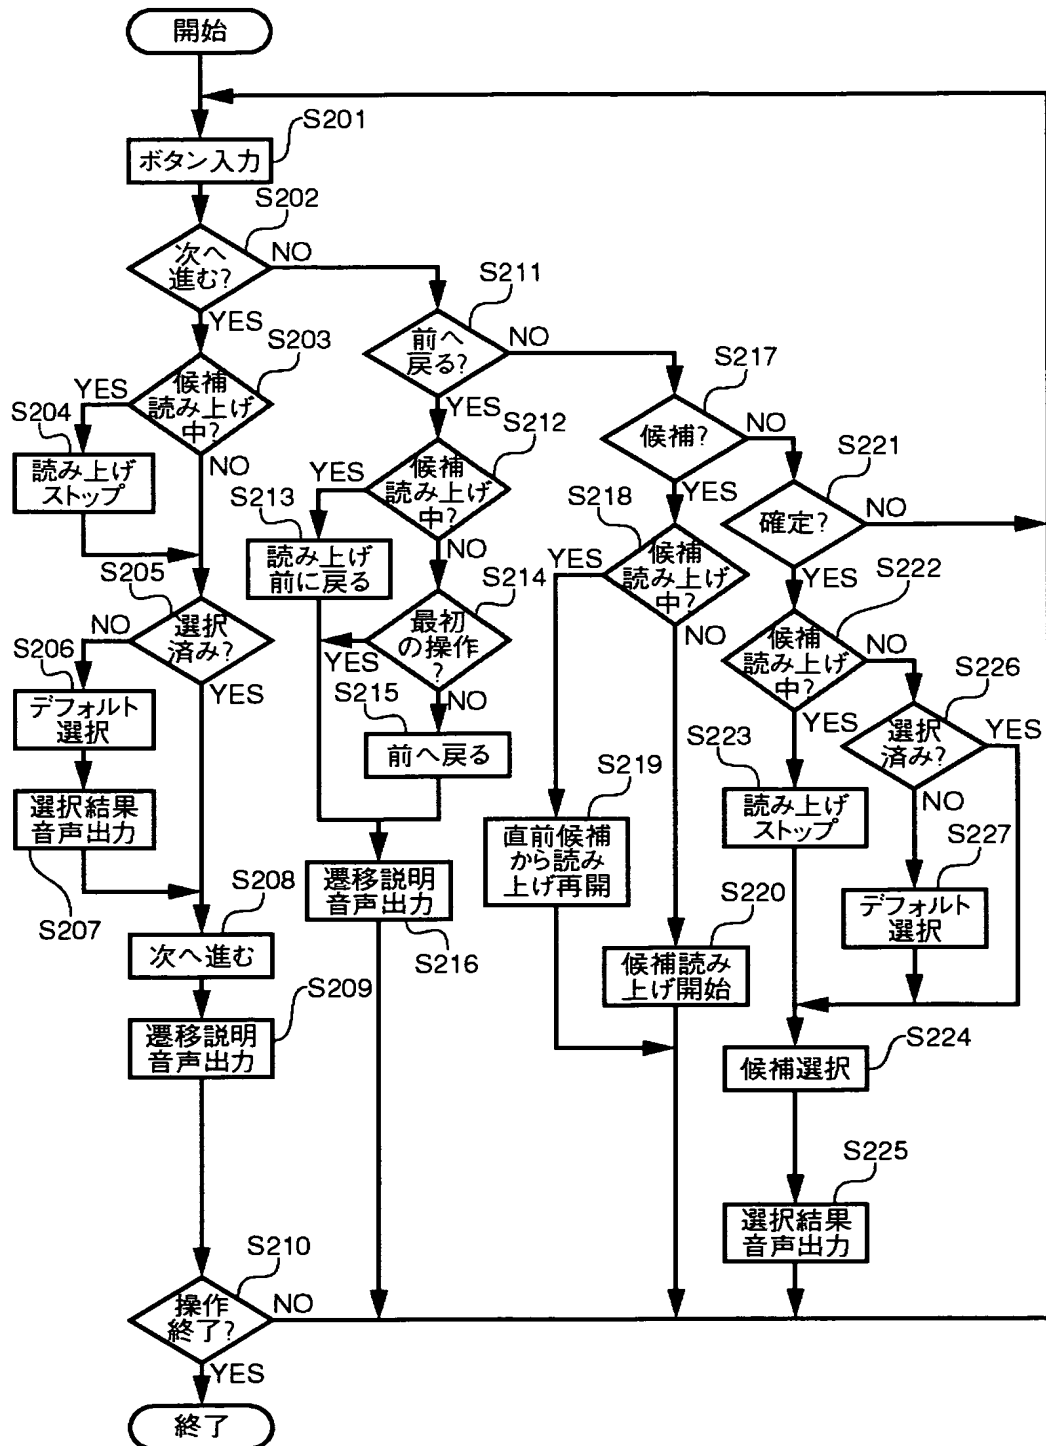 開始
S201
ボタン入力
S202
次へ
進む?
NO
YES
S203
候補
読み上げ
中?
YES
NO
S204
読み上げ
ストップ
S205
選択
済み?
NO
YES
S206
デフォルト
選択
選択結果
音声出力
S207
S208
次へ進む
S209
遷移説明
音声出力
S210
操作
終了?
NO
YES
終了
S211
前へ
戻る?
NO
YES
S212
候補
読み上げ
中?
YES
NO
S213
読み上げ
前に戻る
S214
最初
の操作
?
YES
NO
S215
前へ戻る
遷移説明
音声出力
S216
S217
候補?
NO
YES
S218
候補
読み上げ
中?
YES
NO
S219
直前候補
から読み
上げ再開
S220
候補読み
上げ開始
S221
確定?
NO
YES
S222
候補
読み上げ
中?
NO
YES
S223
読み上げ
ストップ
S226
選択
済み?
YES
NO
S227
デフォルト
選択
S224
候補選択
S225
選択結果
音声出力